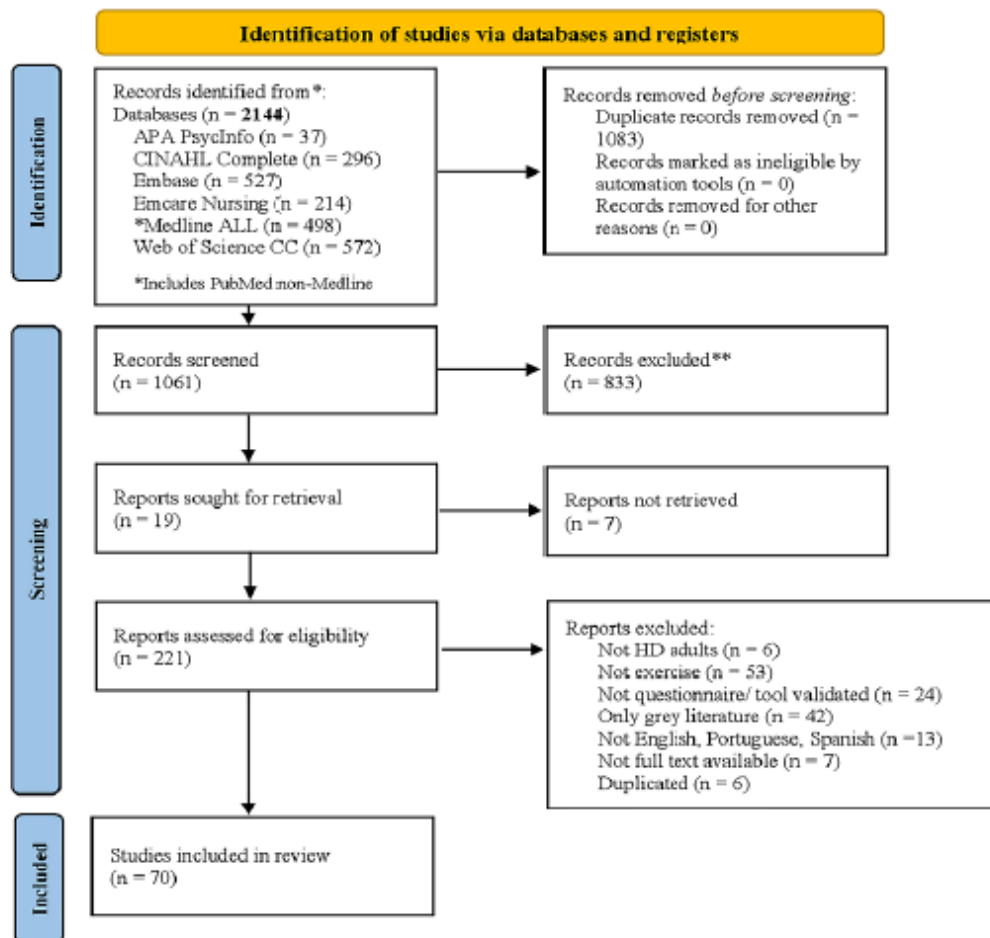 Identification of studies via databases and registers
Identification
Records identified from*:
Databases (n = 2144)
APA PsycInfo (n = 37)
CINAHL Complete (n = 296)
Embase (n = 527)
Emcare Nursing (n = 214)
*Medline ALL (n = 498)
Web of Science CC (n = 572)
*Includes PubMed non-Medline
Records removed before screening:
Duplicate records removed (n =
1083)
Records marked as ineligible by
automation tools (n = 0)
Records removed for other
reasons (n = 0)
Screening
Records screened
(n = 1061)
Records excluded**
(n = 833)
Reports sought for retrieval
(n = 19)
Reports not retrieved
(n = 7)
Reports assessed for eligibility
(n = 221)
Reports excluded:
Not HD adults (n = 6)
Not exercise (n = 53)
Not questionnaire/ tool validated (n = 24)
Only grey literature (n = 42)
Not English, Portuguese, Spanish (n =13)
Not full text available (n = 7)
Duplicated (n = 6)
Included
Studies included in review
(n = 70)